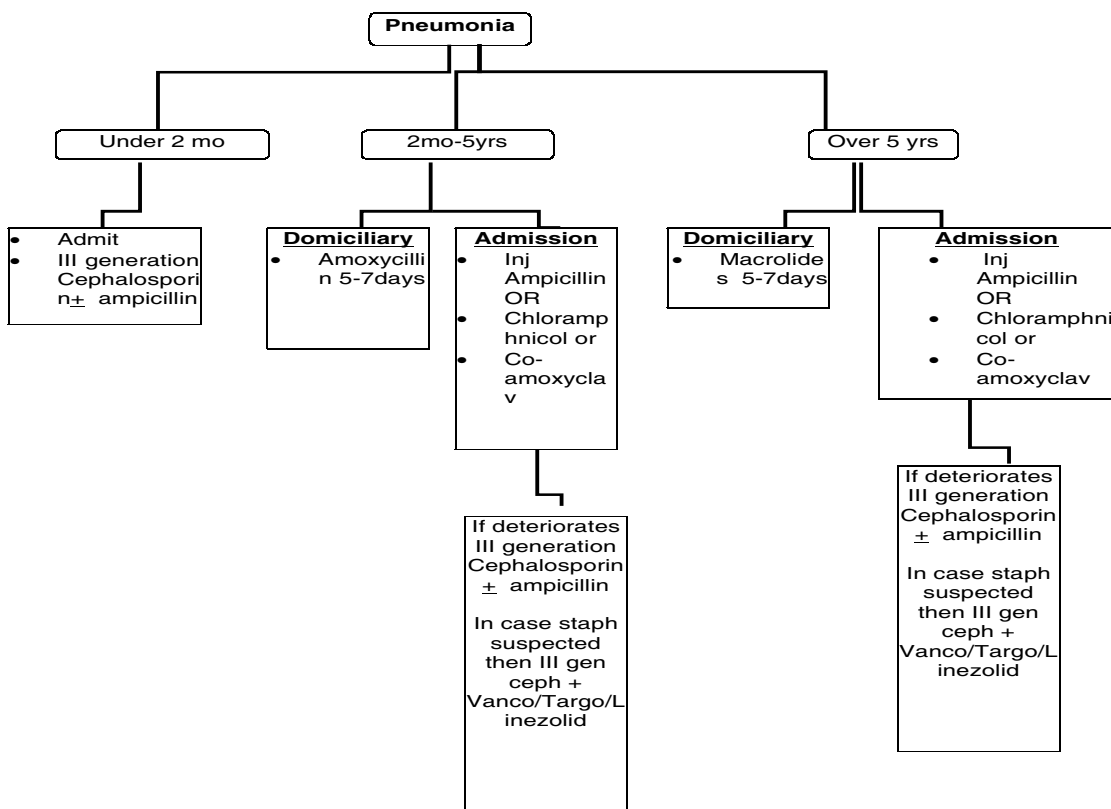 Pneumonia
Under 2 mo
2mo-5yrs
Over 5 yrs
• Admit
• III generation
Cephalospori
n+ ampicillin
Domiciliary
• Amoxycilli
n 5-7days
Admission
• Inj
Ampicillin
OR
• Chloramp
hnicol or
• Co-
amoxycla
v
Domiciliary
• Macrolide
s 5-7days
Admission
• Inj
Ampicillin
OR
• Chloramphni
col or
• Co-
amoxyclav
If deteriorates
III generation
Cephalosporin
± ampicillin
In case staph
suspected
then III gen
ceph +
Vanco/Targo/L
inezolid
If deteriorates
III generation
Cephalosporin
± ampicillin
In case staph
suspected
then III gen
ceph +
Vanco/Targo/L
inezolid